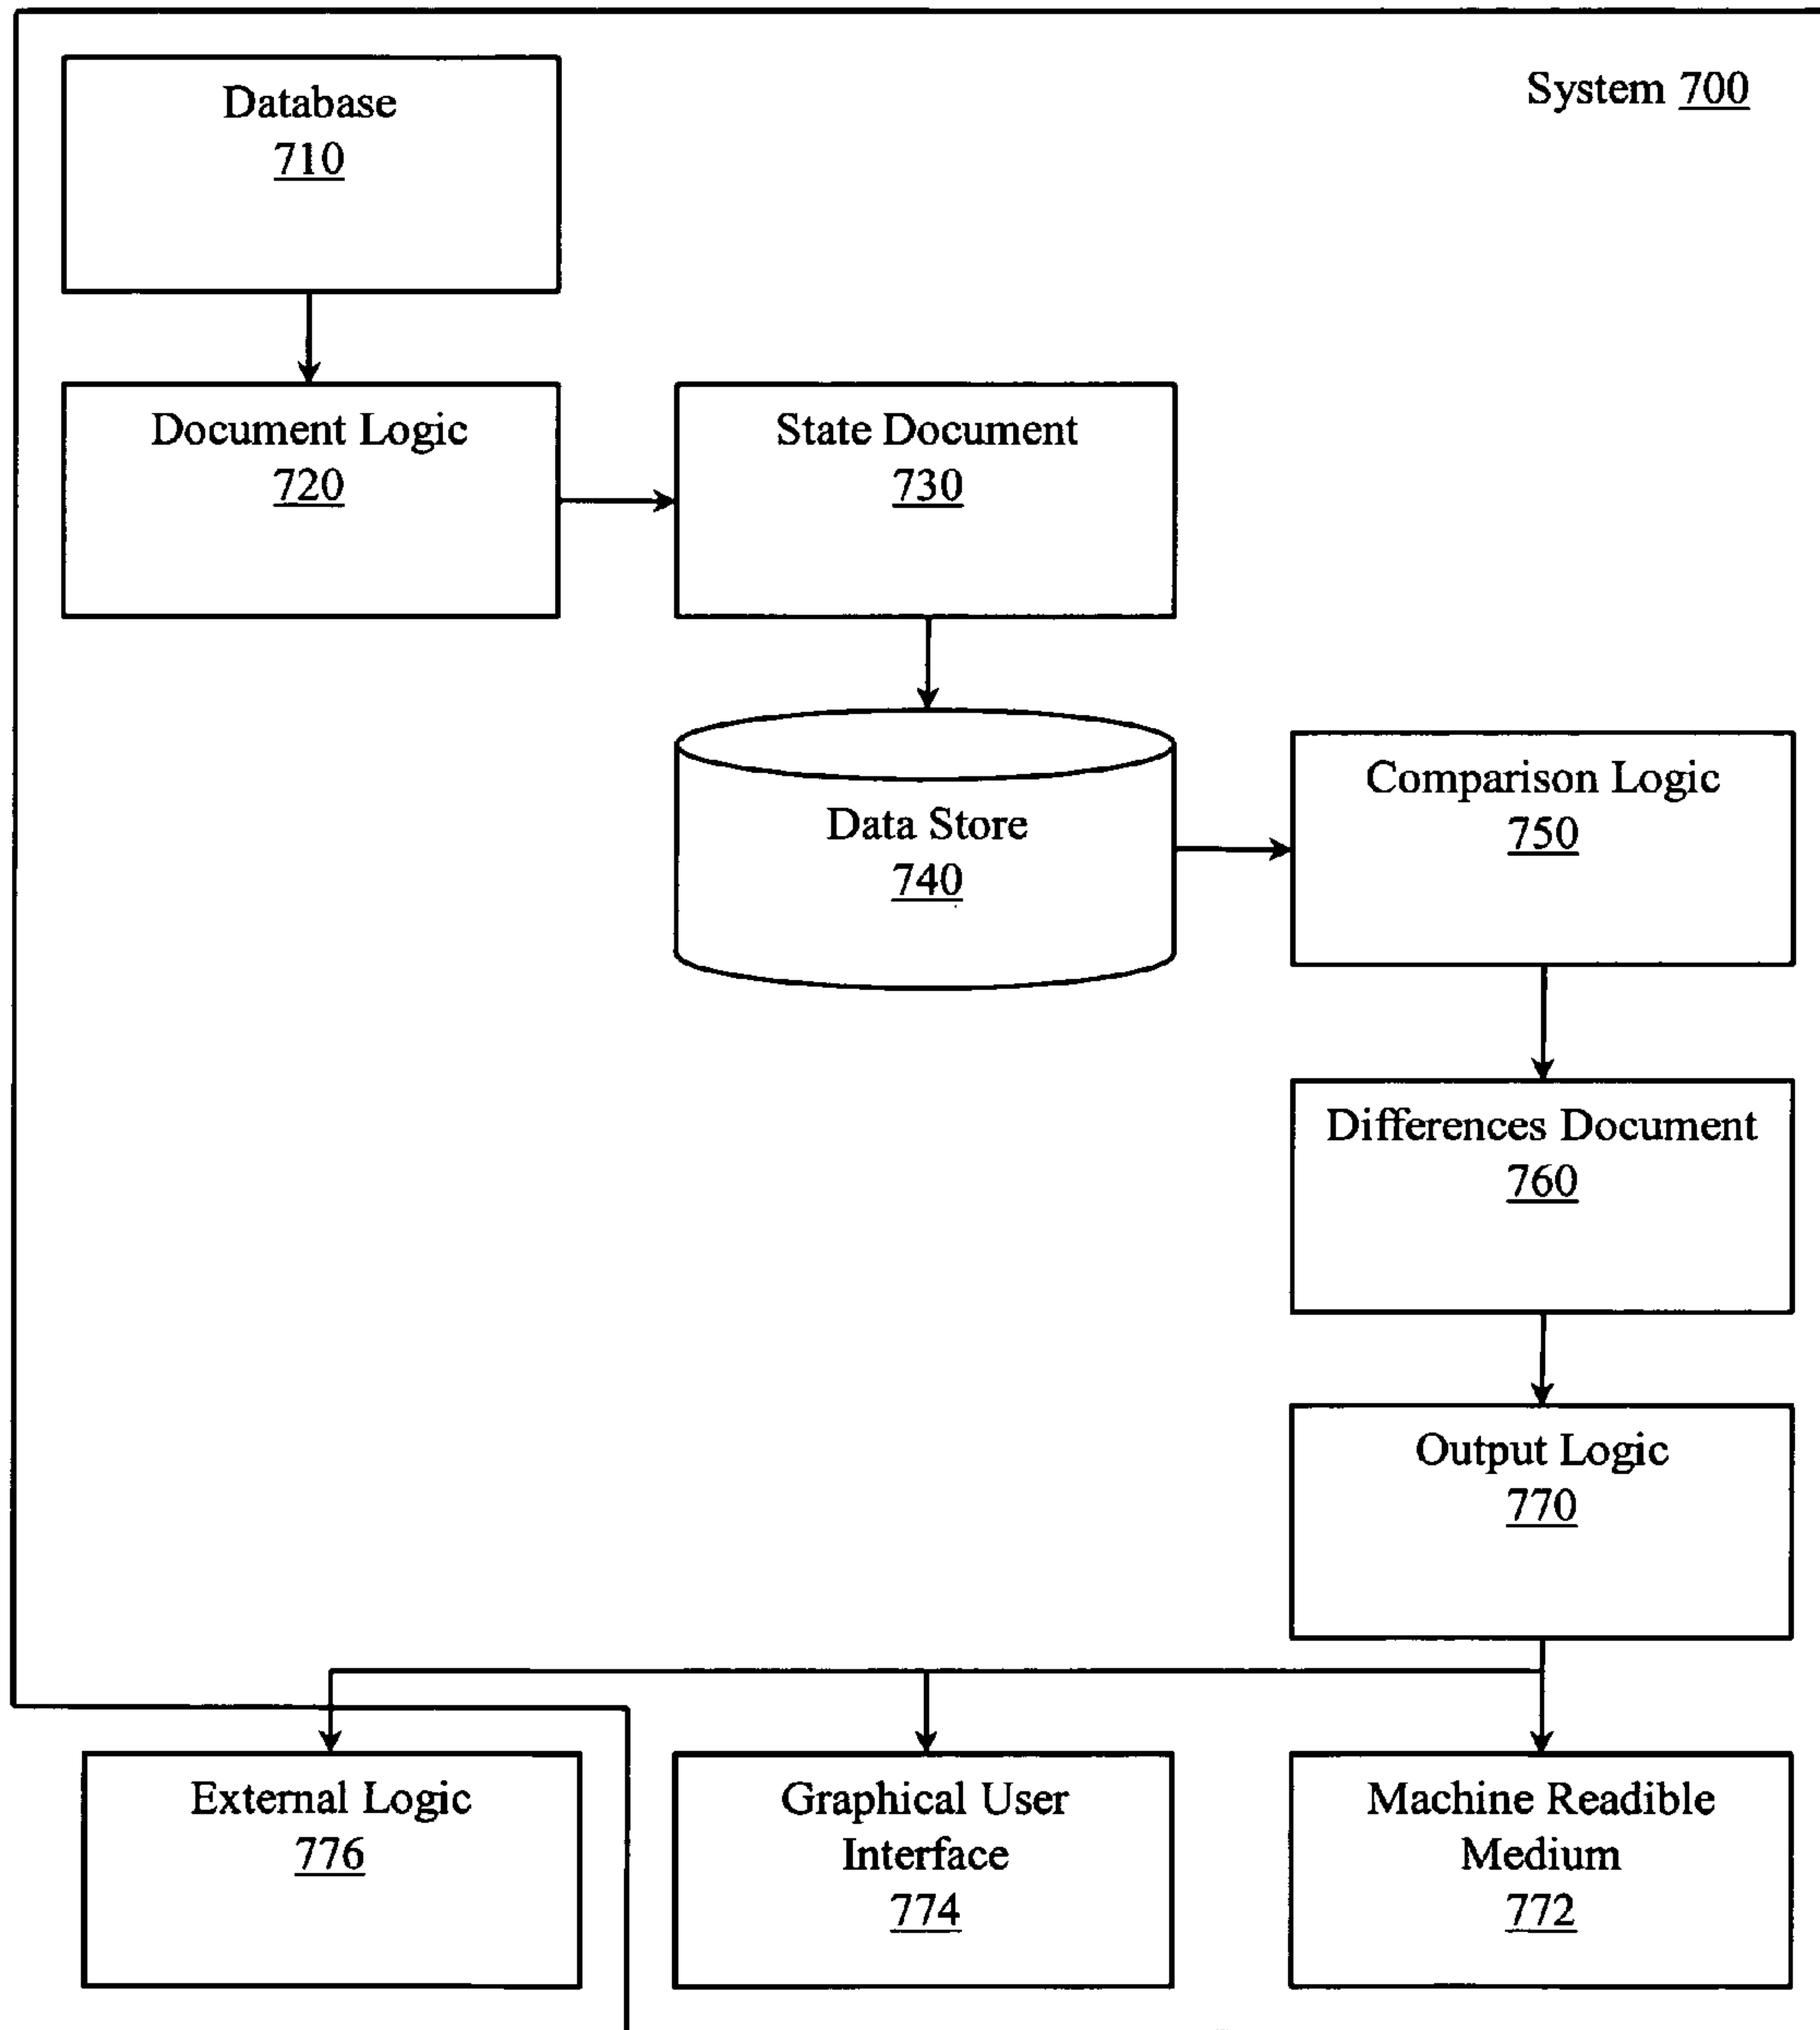 System 700
Database
710
Document Logic
720
State Document
730
Data Store
740
Comparison Logic
750
Differences Document
760
Output Logic
770
External Logic
776
Graphical User
Interface
774
Machine Readible
Medium
772